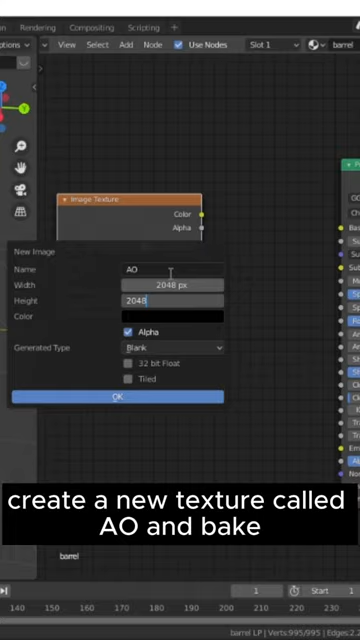 Rendering Compositing Scripting
ptions View Select Add Node Use Nodes Slot 1 barrel
Image Texture
Color
Alpha
New Image
Name AO
Width 2048 px
Height 2048
Color
Alpha
Generated Type Blank
32 bit Float
Tiled
OK
create a new texture called
AO and bake
barrel
1 Start 1
140 150 160 170 180 190 200 210 220 230
barrel LP | Verts:995/995 | Edges:2,